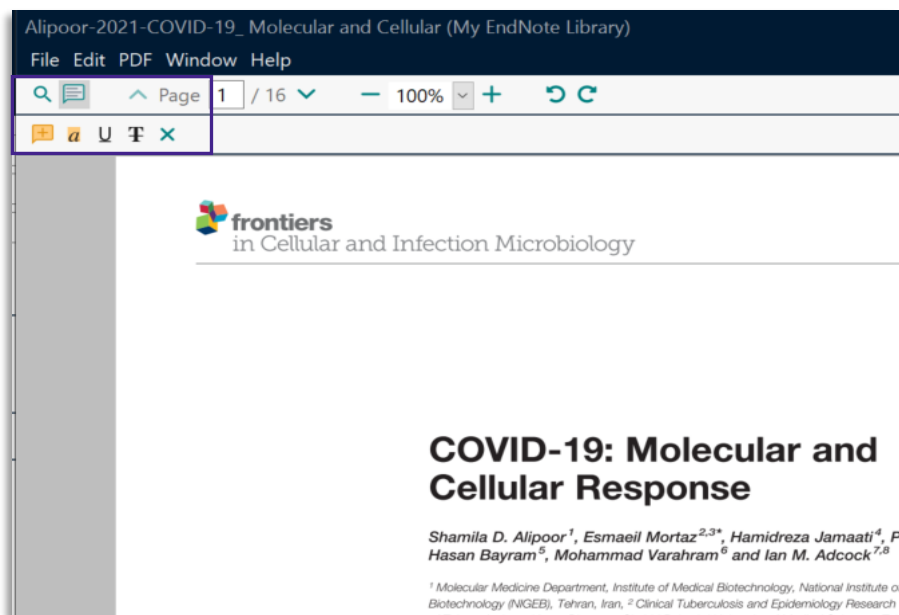 Alipoor-2021-COVID-19_ Molecular and Cellular (My EndNote Library)
File Edit PDF Window Help
Page 1 / 16 100%
a U T
frontiers
in Cellular and Infection Microbiology
COVID-19: Molecular and
Cellular Response
Shamila D. Alipoor¹, Esmaeil Mortaz²,³*, Hamidreza Jamaati⁴, P
Hasan Bayram⁵, Mohammad Varahram⁶ and Ian M. Adcock⁷,⁸
¹ Molecular Medicine Department, Institute of Medical Biotechnology, National Institute o
Biotechnology (NIGEB), Tehran, Iran, ² Clinical Tuberculosis and Epidemiology Research